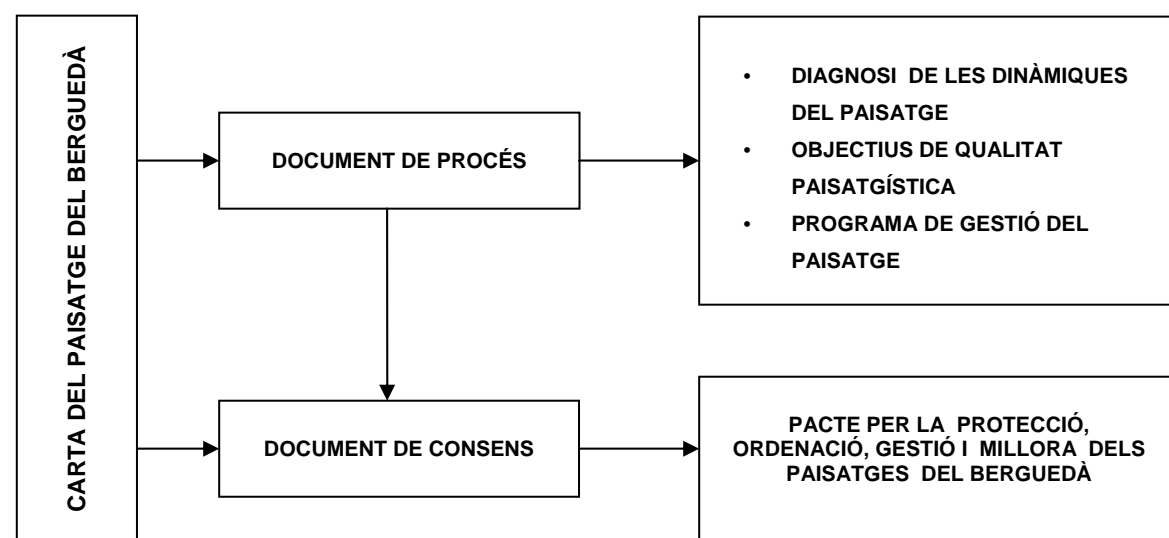 CARTA DEL PAISATGE DEL BERGUEDÀ
DOCUMENT DE PROCÉS
• DIAGNOSI DE LES DINÀMIQUES
DEL PAISATGE
• OBJECTIUS DE QUALITAT
PAISATGÍSTICA
• PROGRAMA DE GESTIÓ DEL
PAISATGE
DOCUMENT DE CONSENS
PACTE PER LA PROTECCIÓ,
ORDENACIÓ, GESTIÓ I MILLORA DELS
PAISATGES DEL BERGUEDÀ